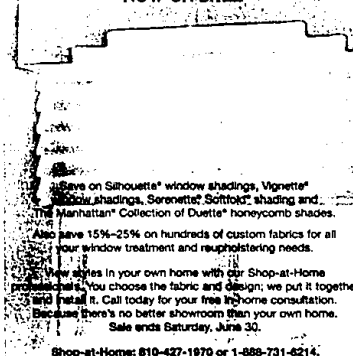 Save on Silhouette® window shadings, Vignette®
window shadings, Serenette® Softfold® shading and
The Manhattan® Collection of Duette® honeycomb shades.
Also save 15%–25% on hundreds of custom fabrics for all
your window treatment and reupholstering needs.
View styles in your own home with our Shop-at-Home
professionals. You choose the fabric and design; we put it together
and install it. Call today for your free in-home consultation.
Because there's no better showroom than your own home.
Sale ends Saturday, June 30.
Shop-at-Home: 610-427-1970 or 1-888-731-6214.